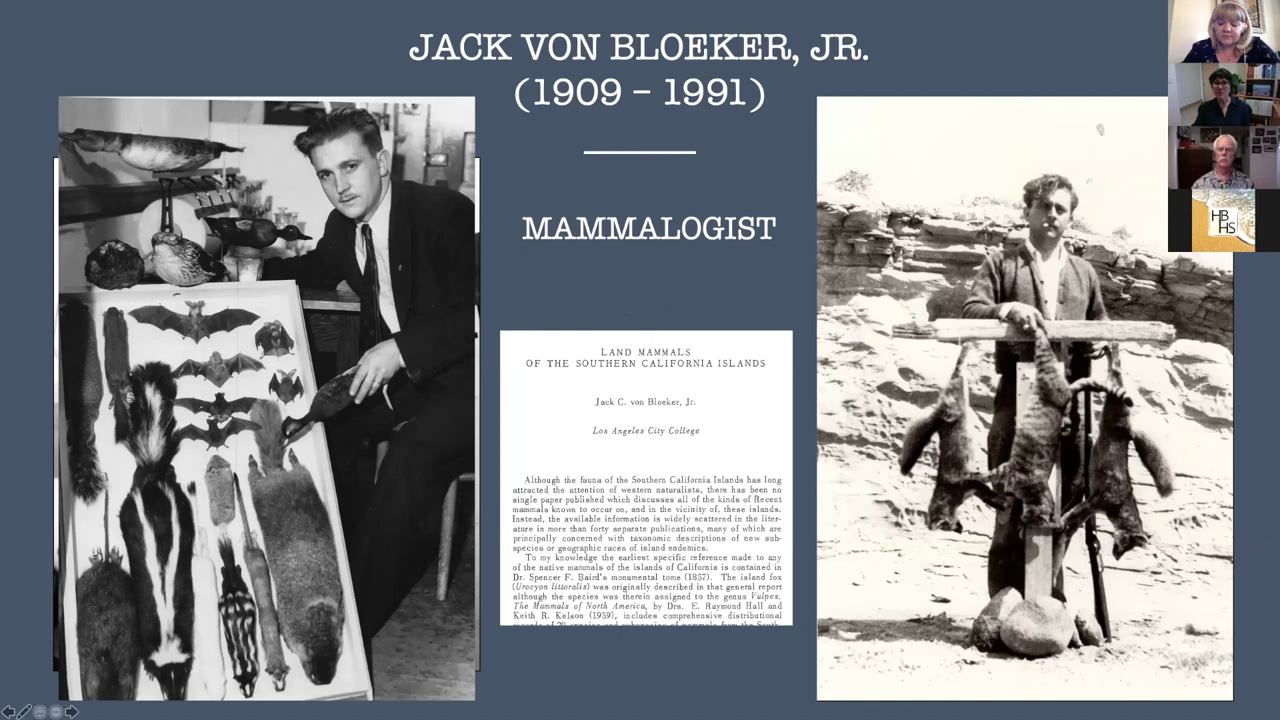 JACK VON BLOEKER, JR.
(1909 – 1991)
MAMMALOGIST
LAND MAMMALS
OF THE SOUTHERN CALIFORNIA ISLANDS
Jack C. von Bloeker, Jr.
Los Angeles City College
Although the fauna of the Southern California Islands has long
attracted the attention of western naturalists, there has been no
single paper published which discusses all of the kinds of Recent
mammals known to occur on, and in the vicinity of, these islands.
Instead, the available information is widely scattered in the liter-
ature in more than forty separate publications, many of which are
principally concerned with taxonomic descriptions of new sub-
species or geographic races of island endemics.
To my knowledge the earliest specific reference made to any
of the native mammals of the islands of California is contained in
Dr. Spencer F. Baird's monumental tome (1857). The island fox
(Urocyon littoralis) was originally described in that general report
although the species was therein assigned to the genus Vulpes.
The Mammals of North America, by Drs. E. Raymond Hall and
Keith R. Kelson (1959), includes comprehensive distributional
HB
HS